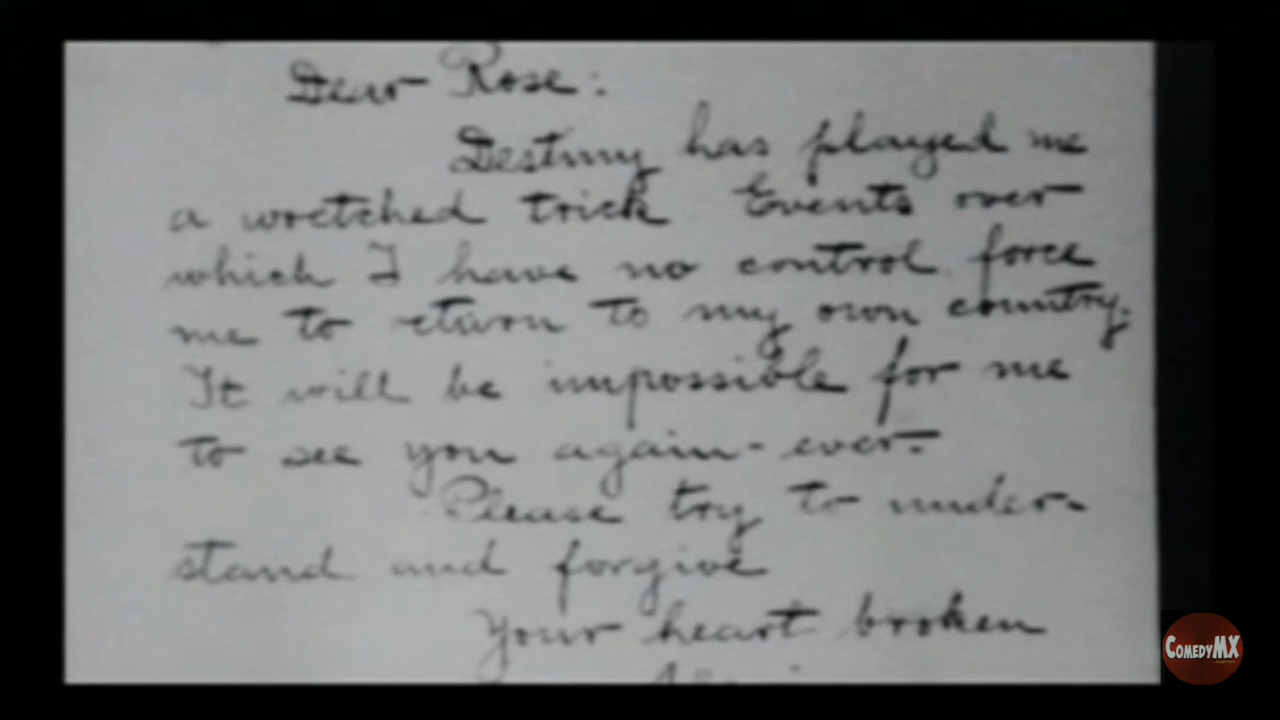 Dear Rose:
Destiny has played me
a wretched trick Events over
which I have no control force
me to return to my own country.
It will be impossible for me
to see you again - ever.
Please try to under-
stand and forgive
Your heart broken
COMEDYMX